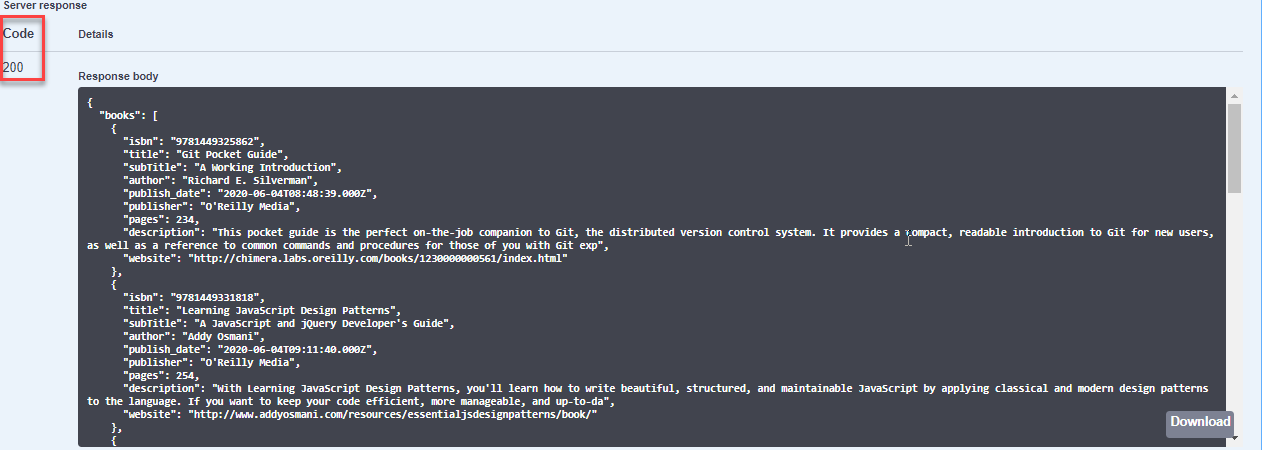 Server response
Code Details
200
Response body
{
"books": [
{
"isbn": "9781449325862",
"title": "Git Pocket Guide",
"subTitle": "A Working Introduction",
"author": "Richard E. Silverman",
"publish_date": "2020-06-04T08:48:39.000Z",
"publisher": "O'Reilly Media",
"pages": 234,
"description": "This pocket guide is the perfect on-the-job companion to Git, the distributed version control system. It provides a compact, readable introduction to Git for new users,
as well as a reference to common commands and procedures for those of you with Git exp",
"website": "http://chimera.labs.oreilly.com/books/1230000000561/index.html"
},
{
"isbn": "9781449331818",
"title": "Learning JavaScript Design Patterns",
"subTitle": "A JavaScript and jQuery Developer's Guide",
"author": "Addy Osmani",
"publish_date": "2020-06-04T09:11:40.000Z",
"publisher": "O'Reilly Media",
"pages": 254,
"description": "With Learning JavaScript Design Patterns, you'll learn how to write beautiful, structured, and maintainable JavaScript by applying classical and modern design patterns
to the language. If you want to keep your code efficient, more manageable, and up-to-da",
"website": "http://www.addyosmani.com/resources/essentialjsdesignpatterns/book/"
},
{
Download